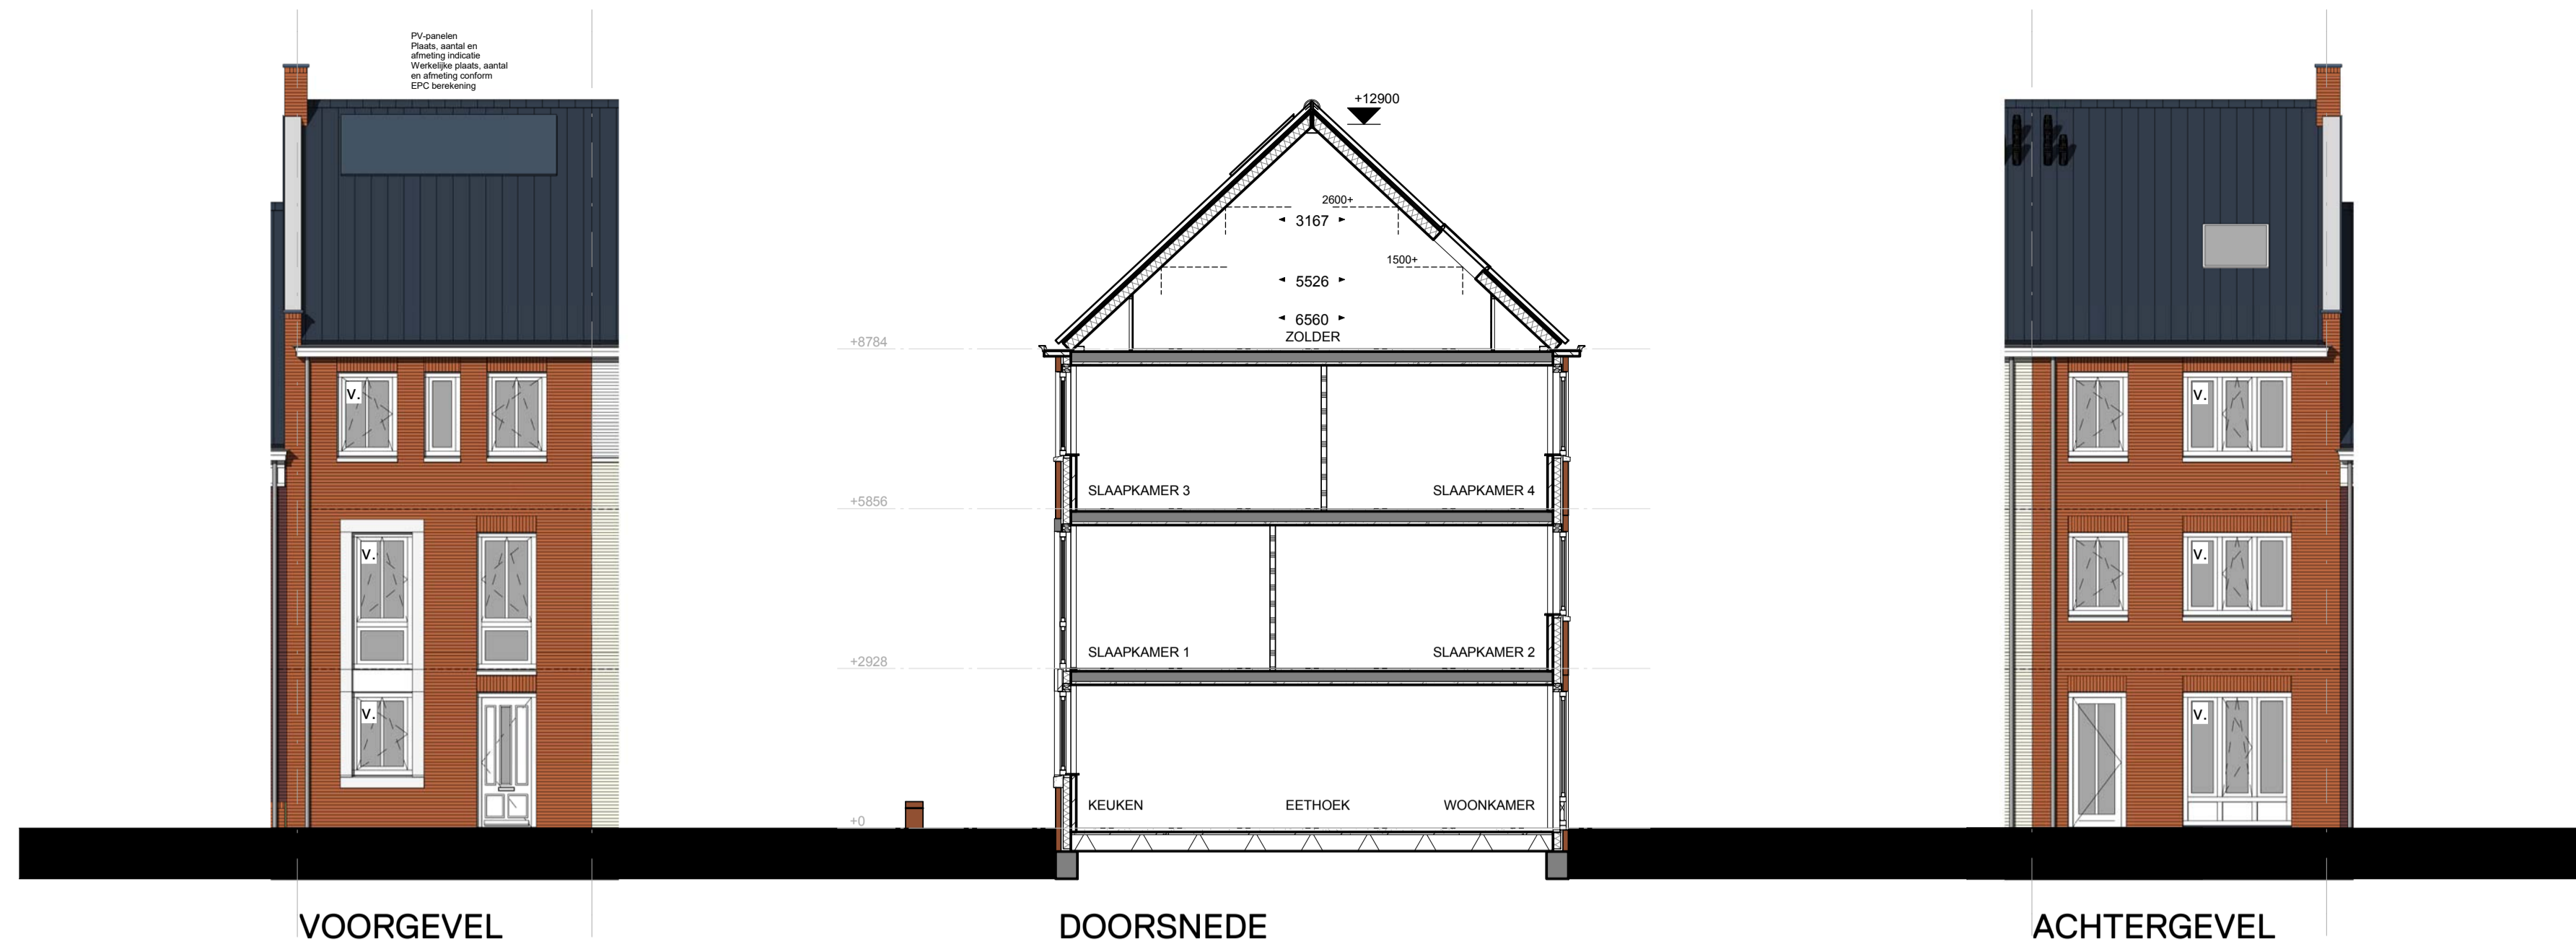 PV-panelen
Plaats, aantal en
afmeting indicatie
Werkelijke plaats, aantal
en afmeting conform
EPC berekening
V.
V.
V.
VOORGEVEL
+12900
2600+
3167
1500+
5526
6560
ZOLDER
+8784
SLAAPKAMER 3
SLAAPKAMER 4
+5856
SLAAPKAMER 1
SLAAPKAMER 2
+2928
KEUKEN
EETHOEK
WOONKAMER
+0
DOORSNEDE
V.
V.
V.
ACHTERGEVEL